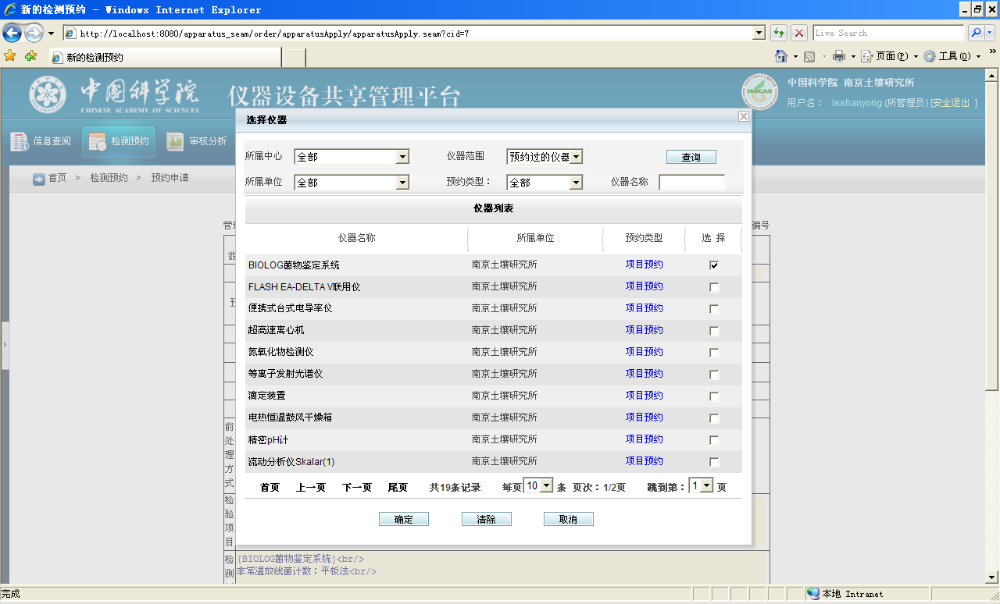 新的检测预约 - Windows Internet Explorer
http://localhost:8080/apparatus_seam/order/apparatusApply/apparatusApply.seam?cid=7
Live Search
新的检测预约
页面(P) 工具(O) »
中国科学院
CHINESE ACADEMY OF SCIENCES
仪器设备共享管理平台
ISSCAS
中国科学院 南京土壤研究所
用户名： isshanyong (所管理员) [安全退出 ]
信息查阅 检测预约 审核分析
首页 > 检测预约 > 预约申请
选择仪器
所属中心 全部 仪器范围 预约过的仪器 查询
所属单位 全部 预约类型： 全部 仪器名称
仪器列表
仪器名称 所属单位 预约类型 选 择
BIOLOG菌物鉴定系统 南京土壤研究所 项目预约
FLASH EA-DELTA V联用仪 南京土壤研究所 项目预约
便携式台式电导率仪 南京土壤研究所 项目预约
超高速离心机 南京土壤研究所 项目预约
氮氧化物检测仪 南京土壤研究所 项目预约
等离子发射光谱仪 南京土壤研究所 项目预约
滴定装置 南京土壤研究所 项目预约
电热恒温鼓风干燥箱 南京土壤研究所 项目预约
精密pH计 南京土壤研究所 项目预约
流动分析仪Skalar(1) 南京土壤研究所 项目预约
首页 上一页 下一页 尾页 共19条记录 每页 10 条 页次：1/2页 跳到第： 1 页
确定 清除 取消
编号
前处理方式
检验项目
检测
[BIOLOG菌物鉴定系统]<br/>
非常温放线菌计数：平板法<br/>
完成 本地 Intranet